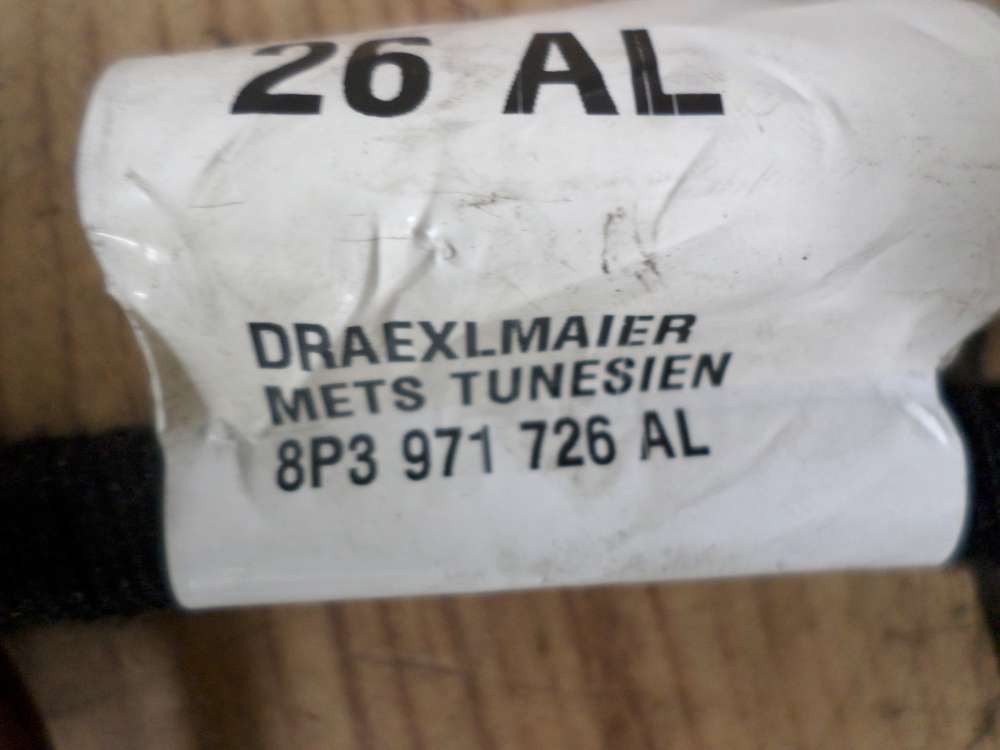 26 AL
DRAEXLMAIER
METS TUNESIEN
8P3 971 726 AL